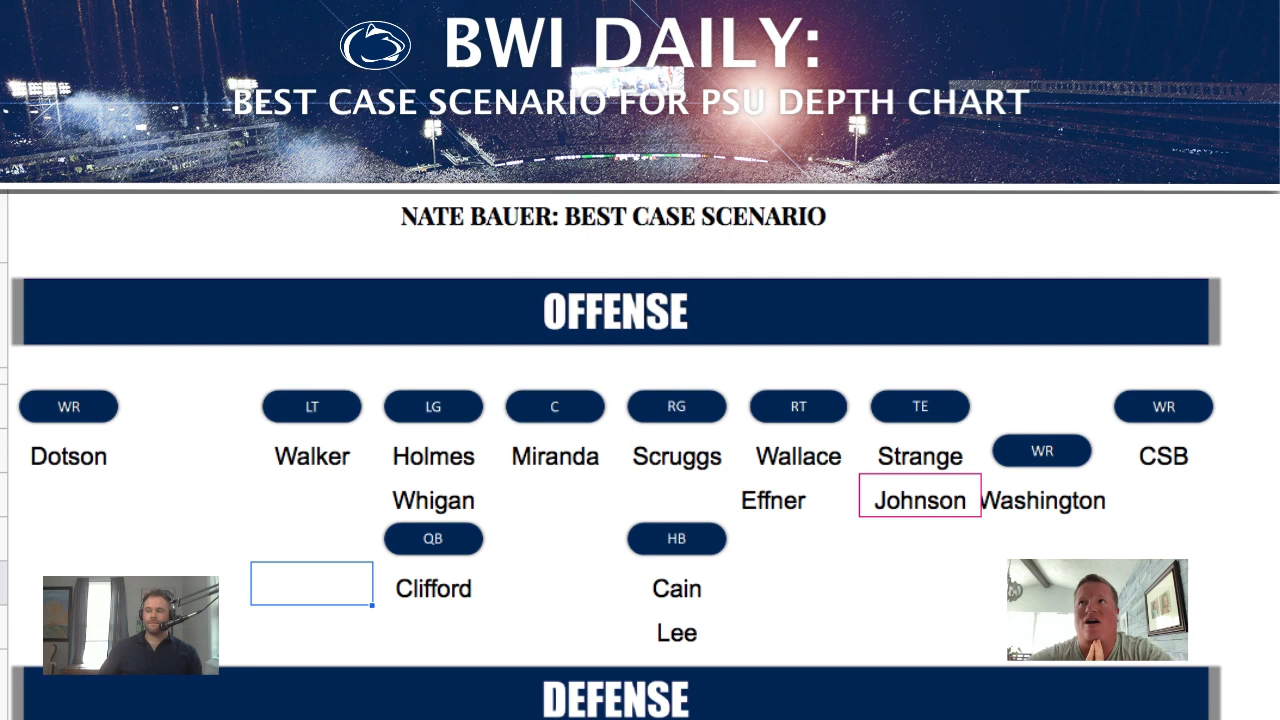 BWI DAILY:
BEST CASE SCENARIO FOR PSU DEPTH CHART
NATE BAUER: BEST CASE SCENARIO
OFFENSE
WR LT LG C RG RT TE WR
Dotson Walker Holmes Miranda Scruggs Wallace Strange WR CSB
Whigan Effner Johnson Washington
QB HB
Clifford Cain
Lee
DEFENSE